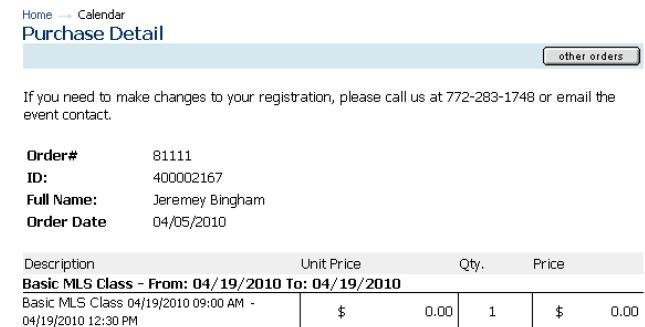 Home → Calendar
Purchase Detail
other orders
If you need to make changes to your registration, please call us at 772-283-1748 or email the
event contact.
Order# 81111
ID: 400002167
Full Name: Jeremey Bingham
Order Date 04/05/2010
Description Unit Price Qty. Price
Basic MLS Class - From: 04/19/2010 To: 04/19/2010
Basic MLS Class 04/19/2010 09:00 AM - $ 0.00 1 $ 0.00
04/19/2010 12:30 PM